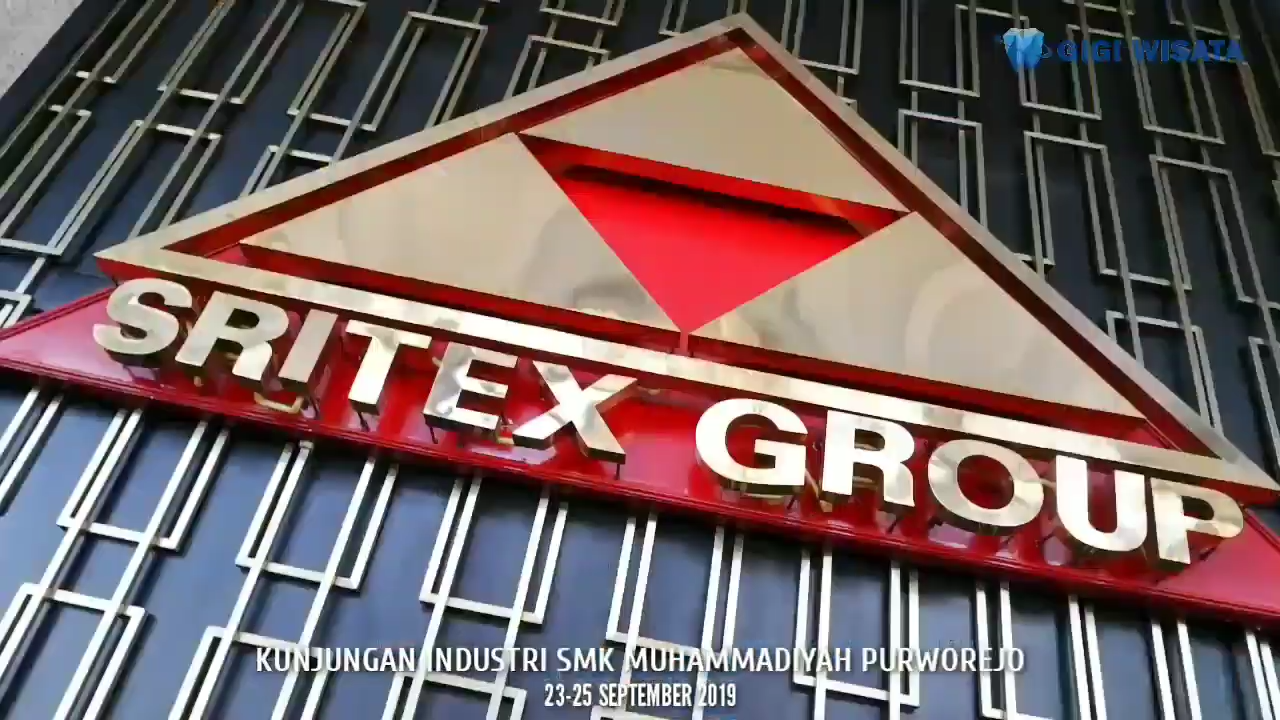 GIGI WISATA
SRITEX GROUP
KUNJUNGAN INDUSTRI SMK MUHAMMADIYAH PURWOREJO
23-25 SEPTEMBER 2019